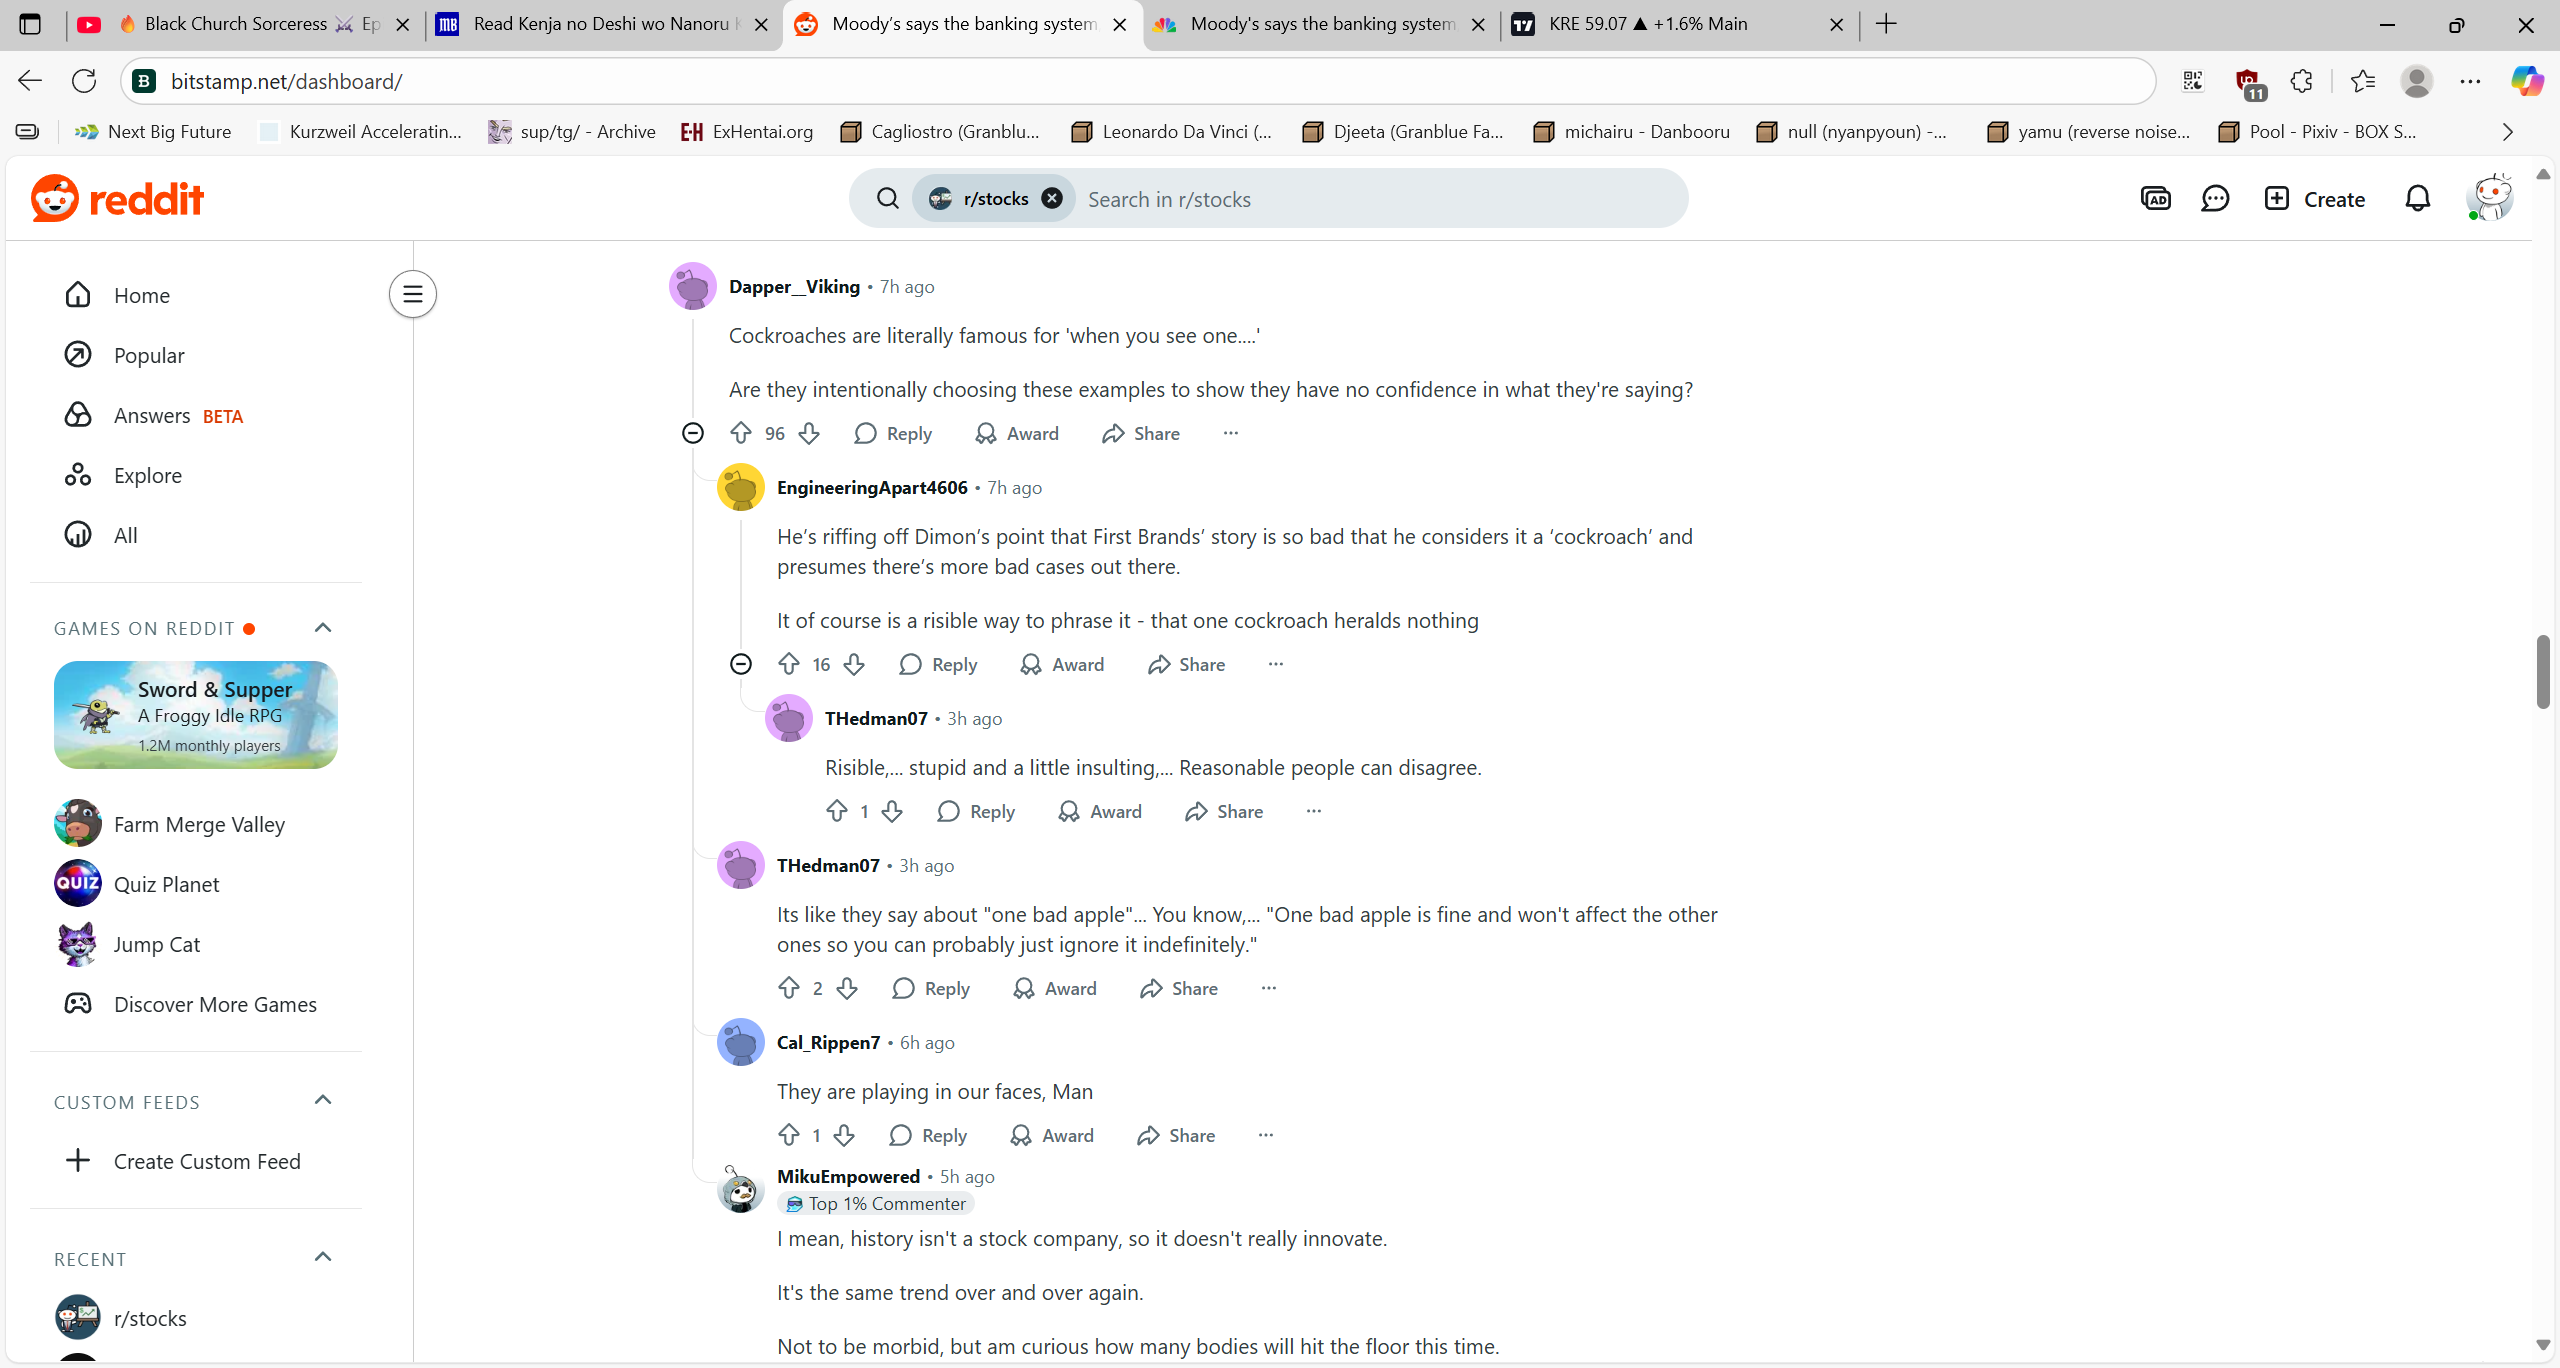 Black Church Sorceress ⚔ Ep
Read Kenja no Deshi wo Nanoru K
Moody's says the banking system
Moody's says the banking system
KRE 59.07 ▲ +1.6% Main
bitstamp.net/dashboard/
11
Next Big Future
Kurzweil Acceleratin...
sup/tg/ - Archive
ExHentai.org
Cagliostro (Granblu...
Leonardo Da Vinci (...
Djeeta (Granblue Fa...
michairu - Danbooru
null (nyanpyoun) -...
yamu (reverse noise...
Pool - Pixiv - BOX S...
reddit
r/stocks
Search in r/stocks
AD
Create
Home
Popular
Answers BETA
Explore
All
GAMES ON REDDIT
Sword & Supper
A Froggy Idle RPG
1.2M monthly players
Farm Merge Valley
QUIZ
Quiz Planet
Jump Cat
Discover More Games
CUSTOM FEEDS
Create Custom Feed
RECENT
r/stocks
Dapper__Viking • 7h ago
Cockroaches are literally famous for 'when you see one....'
Are they intentionally choosing these examples to show they have no confidence in what they're saying?
96 Reply Award Share ...
EngineeringApart4606 • 7h ago
He’s riffing off Dimon’s point that First Brands’ story is so bad that he considers it a ‘cockroach’ and
presumes there’s more bad cases out there.
It of course is a risible way to phrase it - that one cockroach heralds nothing
16 Reply Award Share ...
THedman07 • 3h ago
Risible,... stupid and a little insulting,... Reasonable people can disagree.
1 Reply Award Share ...
THedman07 • 3h ago
Its like they say about "one bad apple"... You know,... "One bad apple is fine and won't affect the other
ones so you can probably just ignore it indefinitely."
2 Reply Award Share ...
Cal_Rippen7 • 6h ago
They are playing in our faces, Man
1 Reply Award Share ...
MikuEmpowered • 5h ago
Top 1% Commenter
I mean, history isn't a stock company, so it doesn't really innovate.
It's the same trend over and over again.
Not to be morbid, but am curious how many bodies will hit the floor this time.